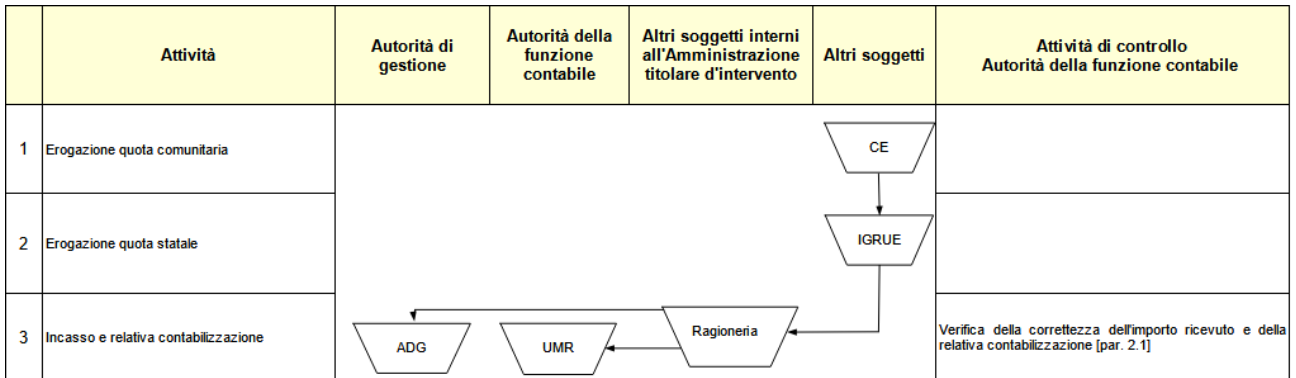 Attività
Autorità di
gestione
Autorità della
funzione
contabile
Altri soggetti interni
all'Amministrazione
titolare d'intervento
Altri soggetti
Attività di controllo
Autorità della funzione contabile
1
Erogazione quota comunitaria
CE
2
Erogazione quota statale
IGRUE
3
Incasso e relativa contabilizzazione
ADG
UMR
Ragioneria
Verifica della correttezza dell'importo ricevuto e della
relativa contabilizzazione [par. 2.1]